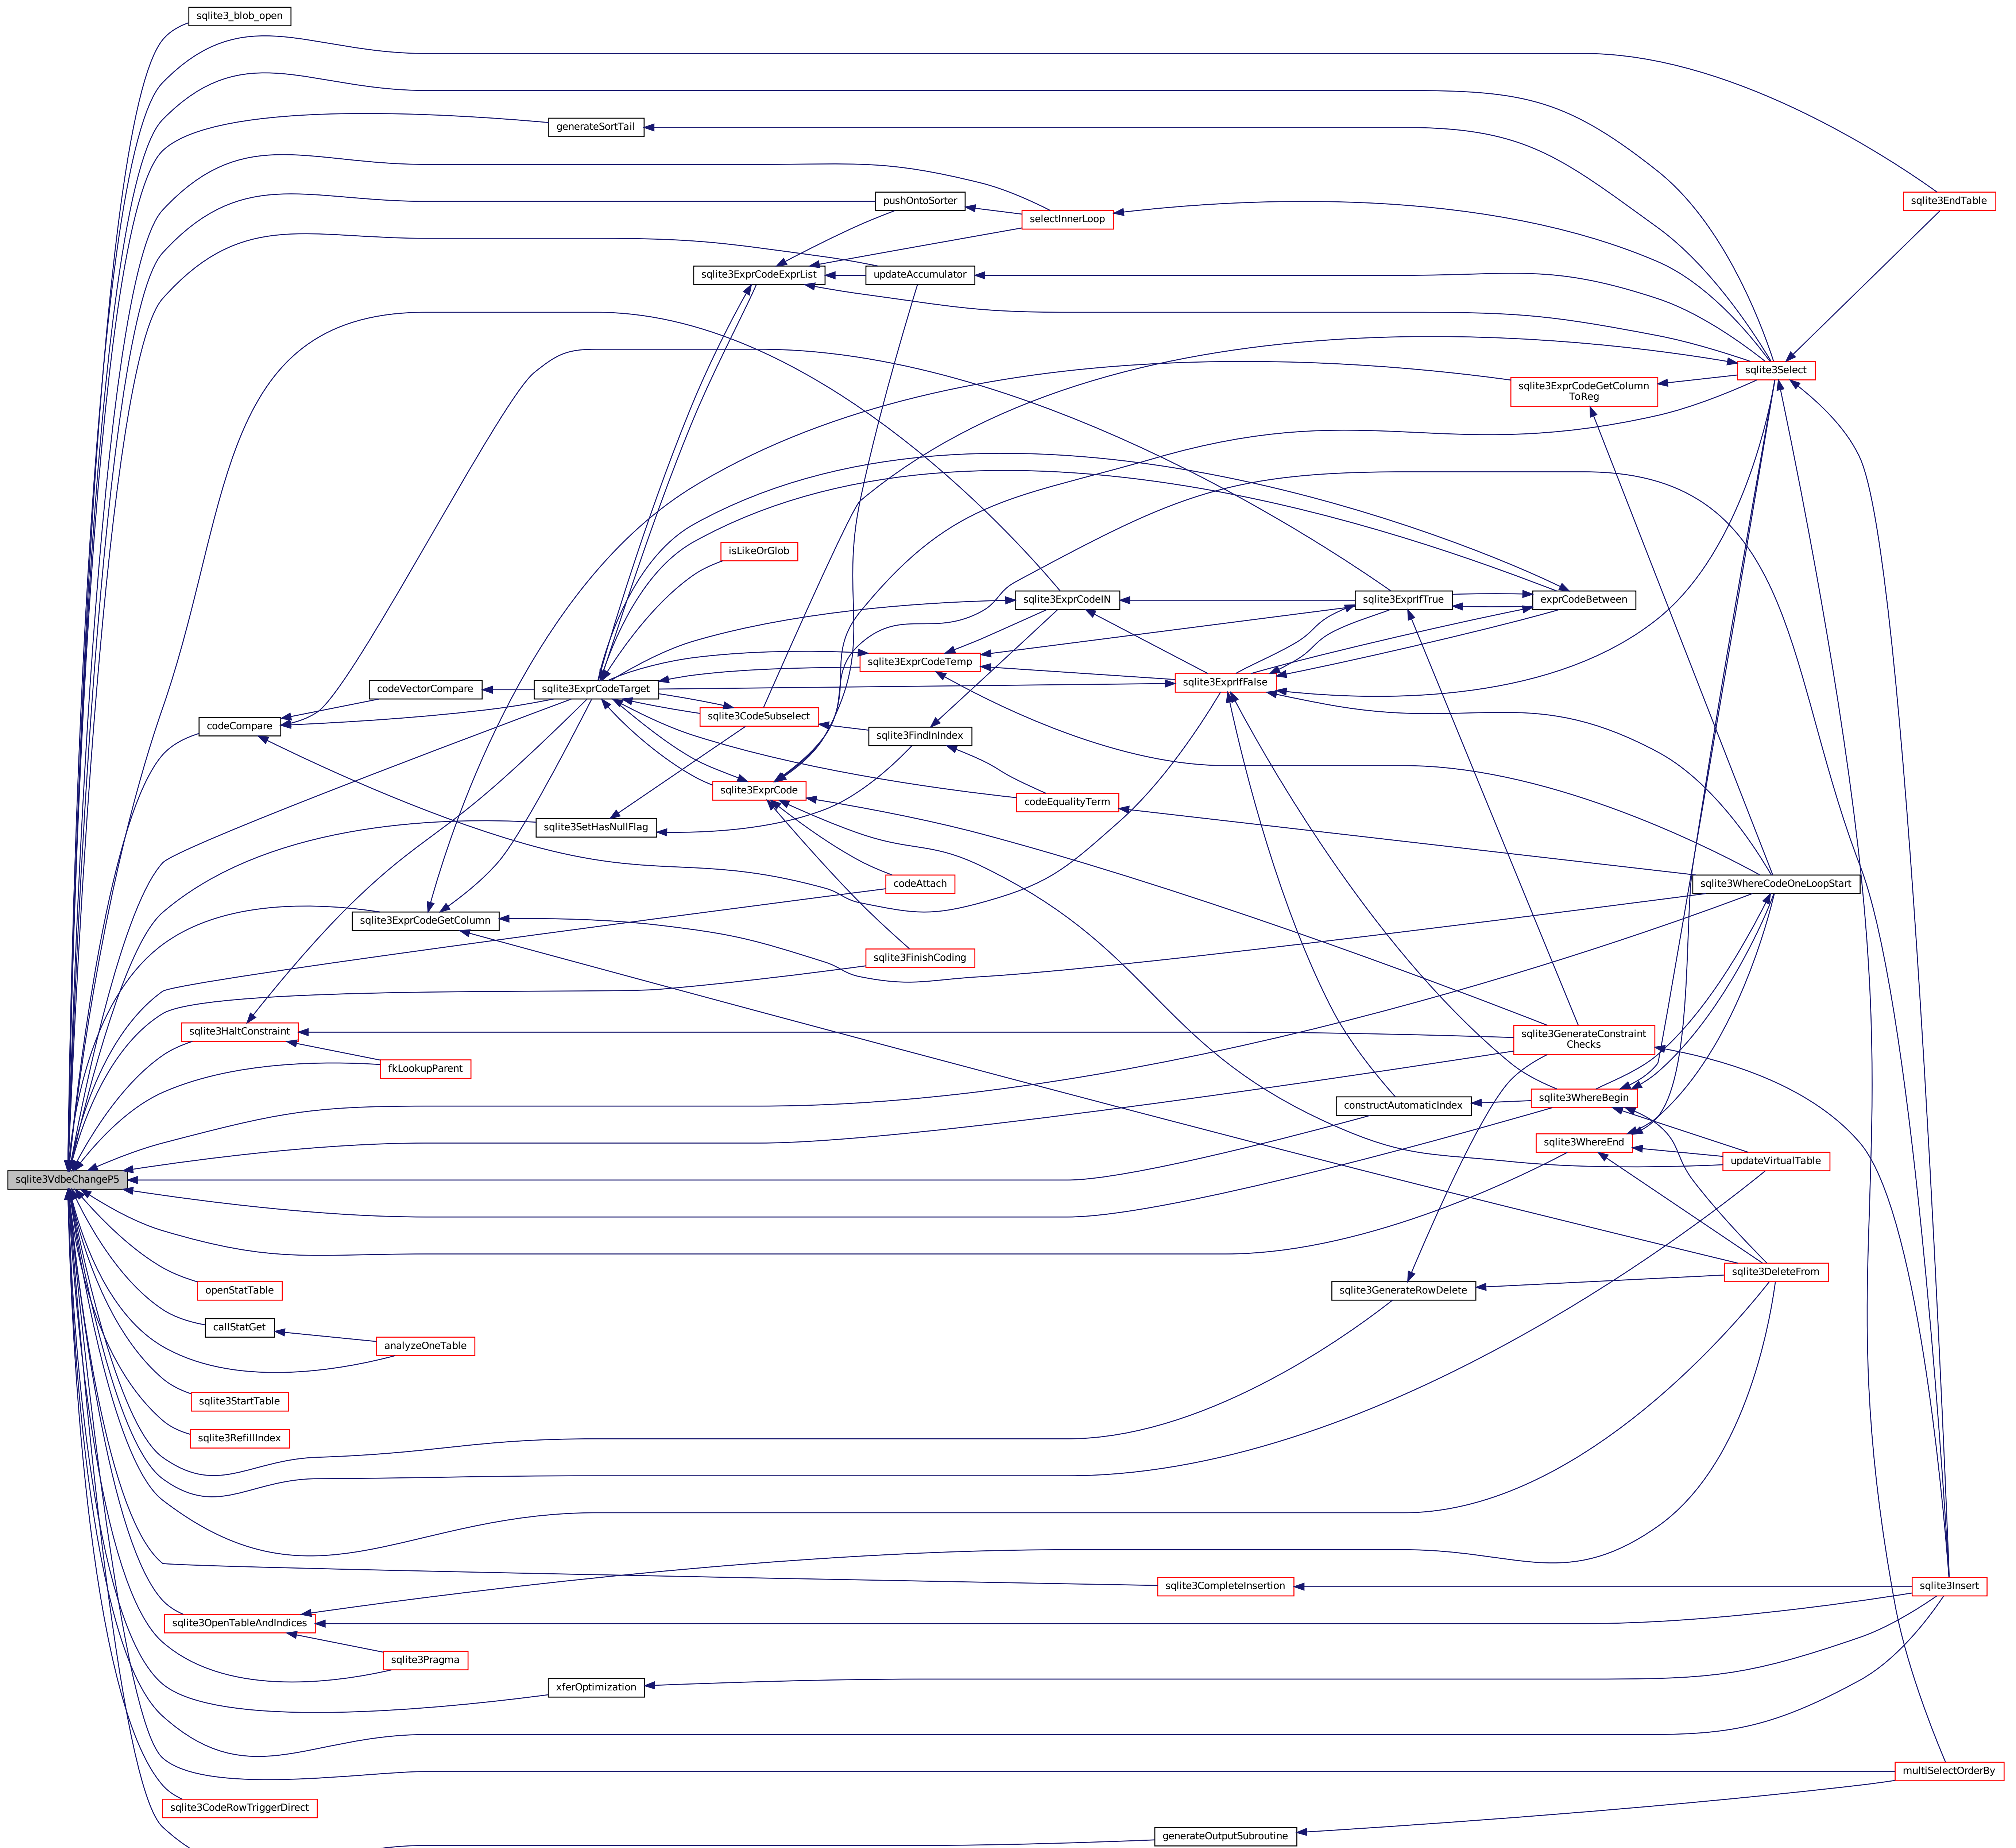 sqlite3_blob_open
generateSortTail
pushOntoSorter
sqlite3EndTable
selectInnerLoop
sqlite3ExprCodeExprList
updateAccumulator
sqlite3Select
sqlite3ExprCodeGetColumn
ToReg
isLikeOrGlob
sqlite3ExprCodeIN
sqlite3ExprIfTrue
exprCodeBetween
sqlite3ExprCodeTemp
sqlite3ExprIfFalse
codeVectorCompare
sqlite3ExprCodeTarget
sqlite3CodeSubselect
codeCompare
sqlite3FindInIndex
sqlite3ExprCode
codeEqualityTerm
sqlite3SetHasNullFlag
codeAttach
sqlite3WhereCodeOneLoopStart
sqlite3ExprCodeGetColumn
sqlite3FinishCoding
sqlite3HaltConstraint
sqlite3GenerateConstraint
Checks
fkLookupParent
constructAutomaticIndex
sqlite3WhereBegin
sqlite3WhereEnd
updateVirtualTable
sqlite3VdbeChangeP5
sqlite3DeleteFrom
openStatTable
sqlite3GenerateRowDelete
callStatGet
analyzeOneTable
sqlite3StartTable
sqlite3RefillIndex
sqlite3CompleteInsertion
sqlite3Insert
sqlite3OpenTableAndIndices
sqlite3Pragma
xferOptimization
multiSelectOrderBy
sqlite3CodeRowTriggerDirect
generateOutputSubroutine